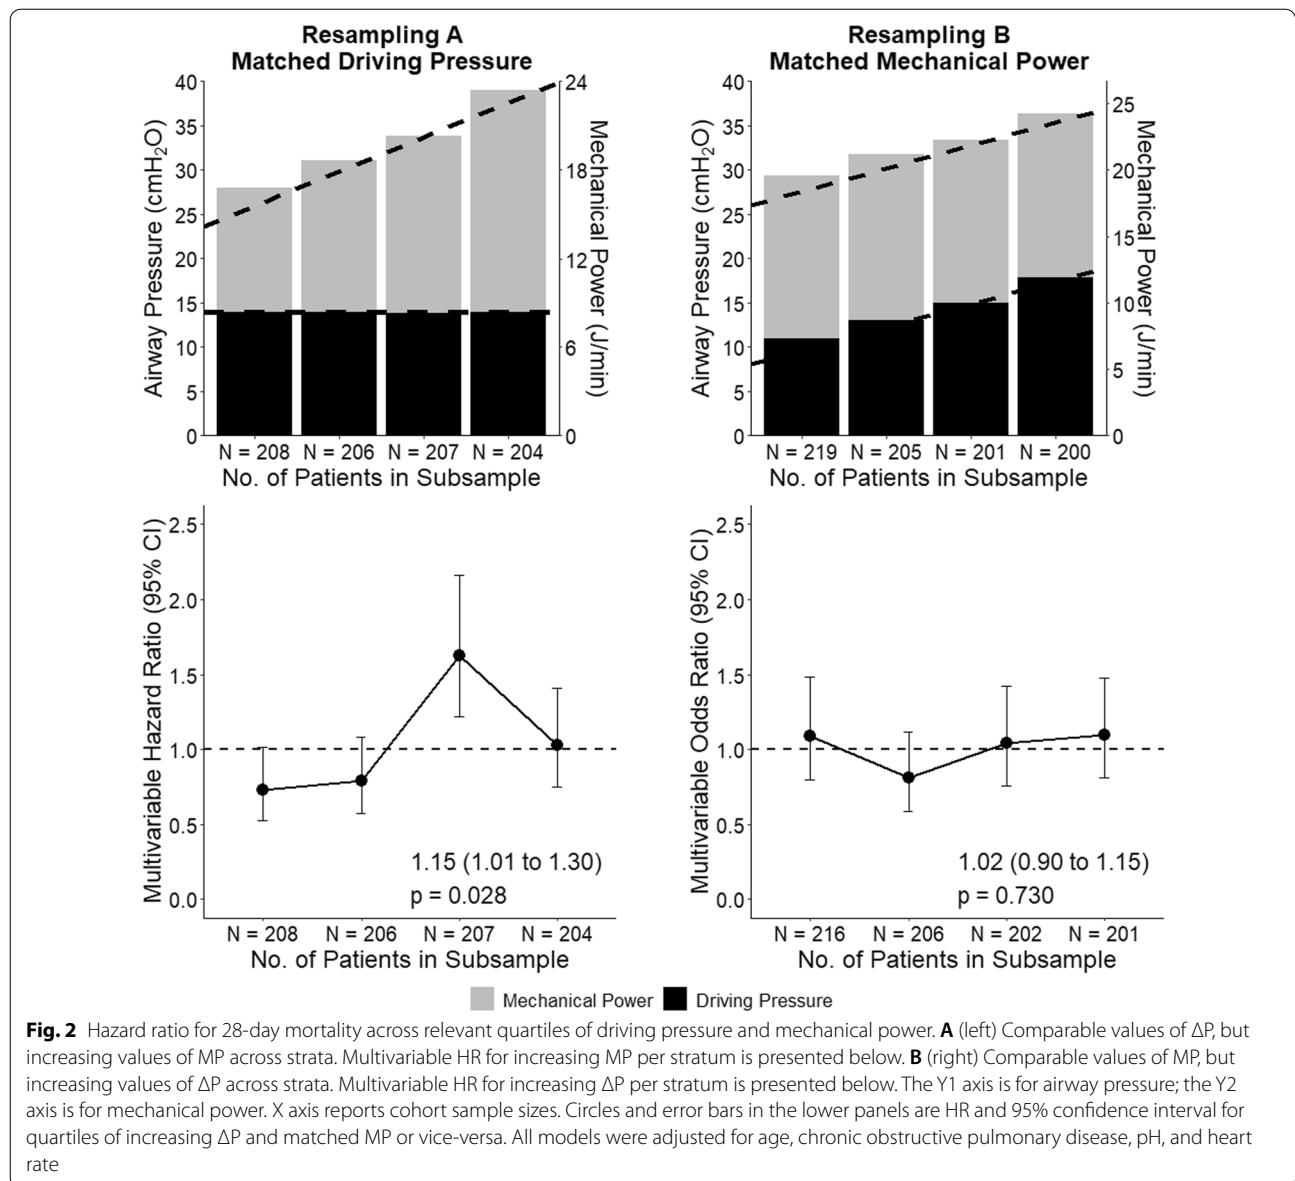 Resampling A
Matched Driving Pressure
40
35
30
25
20
15
10
5
0
Airway Pressure (cmH₂O)
24
18
12
6
0
Mechanical Power (J/min)
N = 208
N = 206
N = 207
N = 204
No. of Patients in Subsample
Resampling B
Matched Mechanical Power
40
35
30
25
20
15
10
5
0
Airway Pressure (cmH₂O)
25
20
15
10
5
0
Mechanical Power (J/min)
N = 219
N = 205
N = 201
N = 200
No. of Patients in Subsample
2.5
2.0
1.5
1.0
0.5
0.0
Multivariable Hazard Ratio (95% CI)
1.15 (1.01 to 1.30)
p = 0.028
N = 208
N = 206
N = 207
N = 204
No. of Patients in Subsample
2.5
2.0
1.5
1.0
0.5
0.0
Multivariable Odds Ratio (95% CI)
1.02 (0.90 to 1.15)
p = 0.730
N = 216
N = 206
N = 202
N = 201
No. of Patients in Subsample
Mechanical Power
Driving Pressure
Fig. 2 Hazard ratio for 28-day mortality across relevant quartiles of driving pressure and mechanical power. A (left) Comparable values of ΔP, but
increasing values of MP across strata. Multivariable HR for increasing MP per stratum is presented below. B (right) Comparable values of MP, but
increasing values of ΔP across strata. Multivariable HR for increasing ΔP per stratum is presented below. The Y1 axis is for airway pressure; the Y2
axis is for mechanical power. X axis reports cohort sample sizes. Circles and error bars in the lower panels are HR and 95% confidence interval for
quartiles of increasing ΔP and matched MP or vice-versa. All models were adjusted for age, chronic obstructive pulmonary disease, pH, and heart
rate